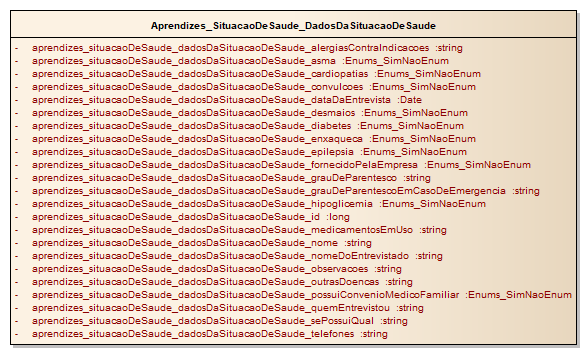 Aprendizes_SituacaoDeSaude_DadosDaSituacaoDeSaude
- aprendizes_situacaoDeSaude_dadosDaSituacaoDeSaude_alergiasContraIndicacoes :string
- aprendizes_situacaoDeSaude_dadosDaSituacaoDeSaude_asma :Enums_SimNaoEnum
- aprendizes_situacaoDeSaude_dadosDaSituacaoDeSaude_cardiopatias :Enums_SimNaoEnum
- aprendizes_situacaoDeSaude_dadosDaSituacaoDeSaude_convulcoes :Enums_SimNaoEnum
- aprendizes_situacaoDeSaude_dadosDaSituacaoDeSaude_dataDaEntrevista :Date
- aprendizes_situacaoDeSaude_dadosDaSituacaoDeSaude_desmaios :Enums_SimNaoEnum
- aprendizes_situacaoDeSaude_dadosDaSituacaoDeSaude_diabetes :Enums_SimNaoEnum
- aprendizes_situacaoDeSaude_dadosDaSituacaoDeSaude_enxaqueca :Enums_SimNaoEnum
- aprendizes_situacaoDeSaude_dadosDaSituacaoDeSaude_epilepsia :Enums_SimNaoEnum
- aprendizes_situacaoDeSaude_dadosDaSituacaoDeSaude_fornecidoPelaEmpresa :Enums_SimNaoEnum
- aprendizes_situacaoDeSaude_dadosDaSituacaoDeSaude_grauDeParentesco :string
- aprendizes_situacaoDeSaude_dadosDaSituacaoDeSaude_grauDeParentescoEmCasoDeEmergencia :string
- aprendizes_situacaoDeSaude_dadosDaSituacaoDeSaude_hipoglicemia :Enums_SimNaoEnum
- aprendizes_situacaoDeSaude_dadosDaSituacaoDeSaude_id :long
- aprendizes_situacaoDeSaude_dadosDaSituacaoDeSaude_medicamentosEmUso :string
- aprendizes_situacaoDeSaude_dadosDaSituacaoDeSaude_nome :string
- aprendizes_situacaoDeSaude_dadosDaSituacaoDeSaude_nomeDoEntrevistado :string
- aprendizes_situacaoDeSaude_dadosDaSituacaoDeSaude_observacoes :string
- aprendizes_situacaoDeSaude_dadosDaSituacaoDeSaude_outrasDoencas :string
- aprendizes_situacaoDeSaude_dadosDaSituacaoDeSaude_possuiConvenioMedicoFamiliar :Enums_SimNaoEnum
- aprendizes_situacaoDeSaude_dadosDaSituacaoDeSaude_quemEntrevistou :string
- aprendizes_situacaoDeSaude_dadosDaSituacaoDeSaude_sePossuiQual :string
- aprendizes_situacaoDeSaude_dadosDaSituacaoDeSaude_telefones :string